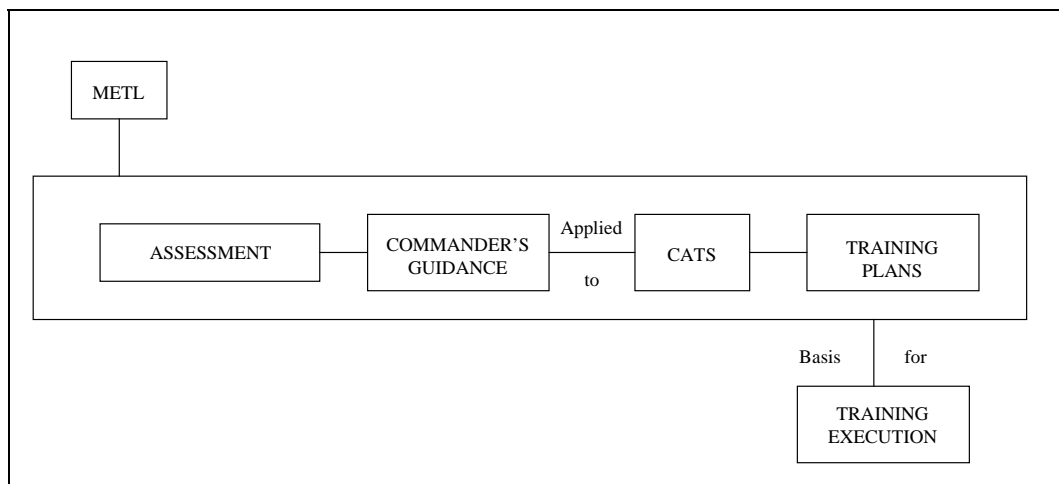 METL
ASSESSMENT
COMMANDER'S
GUIDANCE
Applied
to
CATS
TRAINING
PLANS
Basis for
TRAINING
EXECUTION